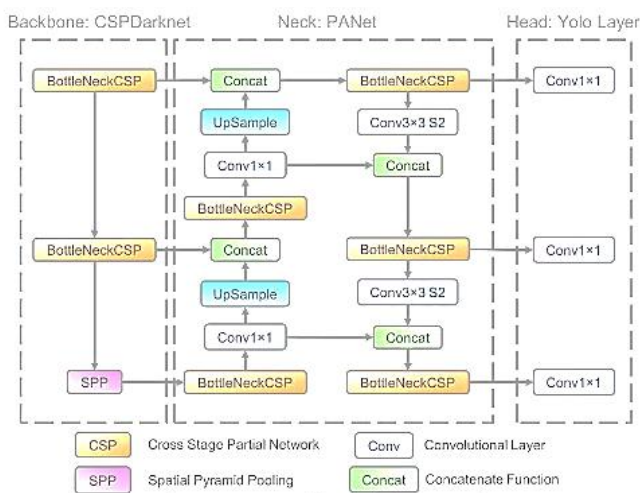 Backbone: CSPDarknet Neck: PANet Head: Yolo Layer
BottleNeckCSP Concat BottleNeckCSP Conv1×1
UpSample Conv3×3 S2
Conv1×1 Concat
BottleNeckCSP
BottleNeckCSP Concat BottleNeckCSP Conv1×1
UpSample Conv3×3 S2
Conv1×1 Concat
SPP BottleNeckCSP BottleNeckCSP Conv1×1
CSP Cross Stage Partial Network Conv Convolutional Layer
SPP Spatial Pyramid Pooling Concat Concatenate Function